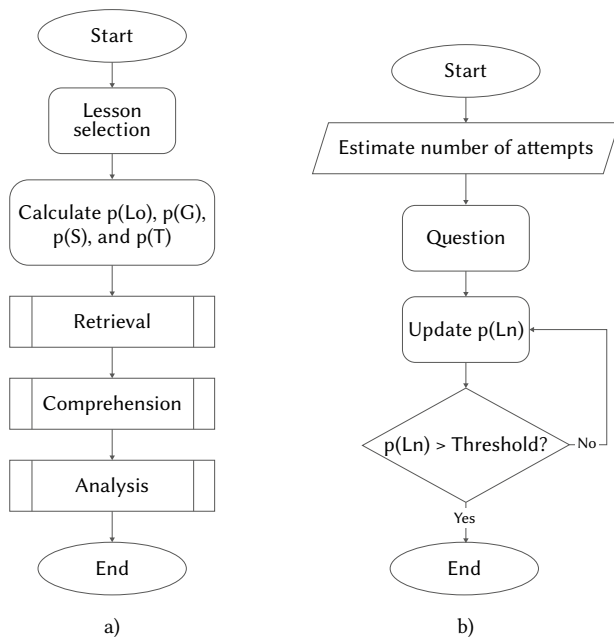 Start
Lesson
selection
Calculate p(Lo), p(G),
p(S), and p(T)
Retrieval
Comprehension
Analysis
End
a)
Start
Estimate number of attempts
Question
Update p(Ln)
p(Ln) > Threshold?
No
Yes
End
b)